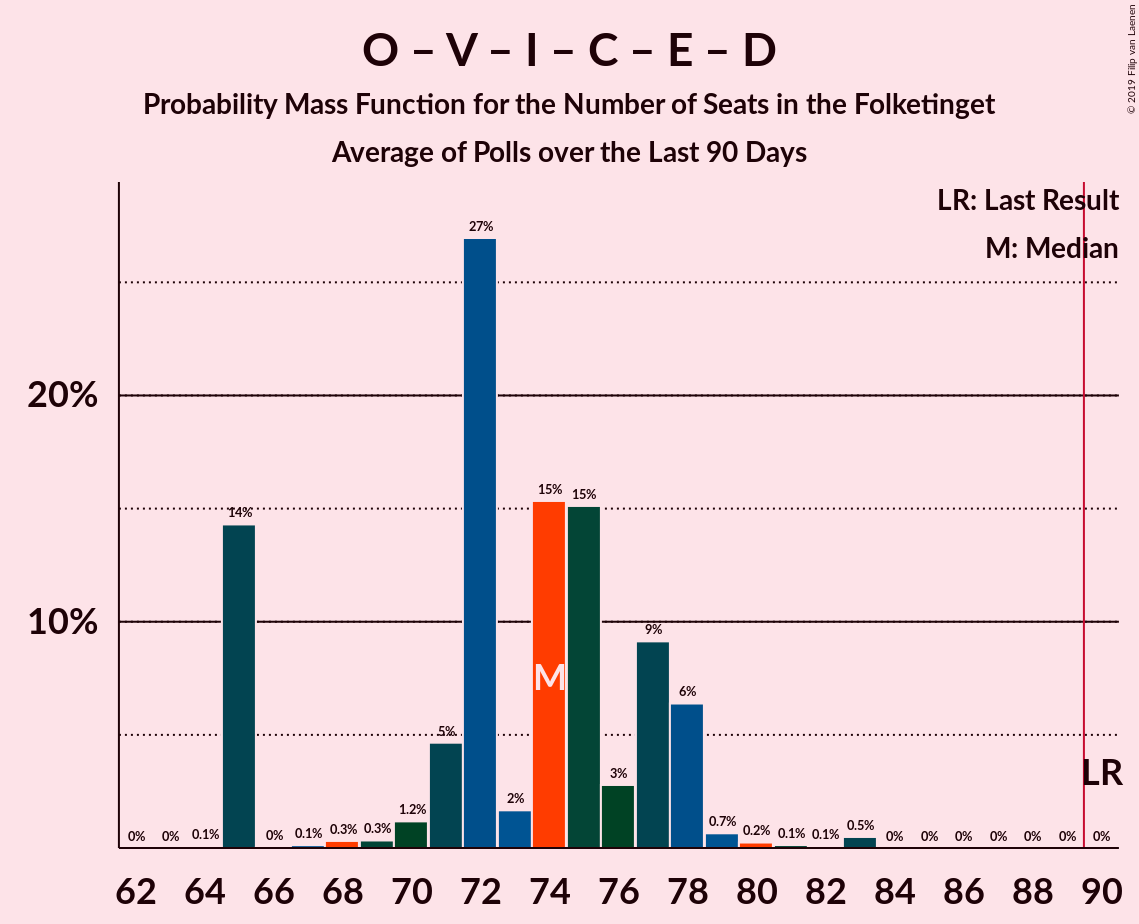 O – V – I – C – E – D
Probability Mass Function for the Number of Seats in the Folketinget
Average of Polls over the Last 90 Days
© 2019 Filip van Laenen
LR: Last Result
M: Median
27%
20%
15% 15%
14%
10%
9%
M
6%
5%
LR
3%
2%
1.2%
0% 0% 0.1% 0% 0.1% 0.3% 0.3% 0.7% 0.2% 0.1% 0.1% 0.5% 0% 0% 0% 0% 0% 0% 0%
62 64 66 68 70 72 74 76 78 80 82 84 86 88 90